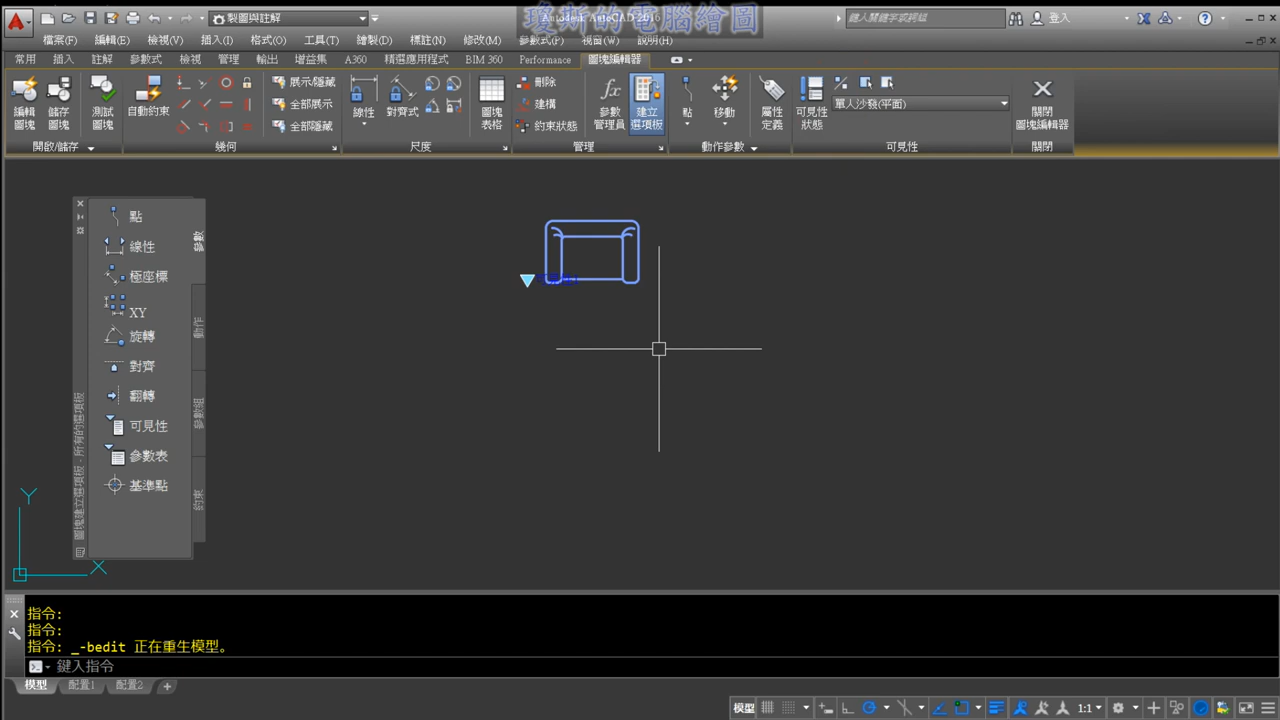 製圖與註解
Autodesk AutoCAD 2016
瓊斯的電腦繪圖
鍵入關鍵字或片語
登入
檔案(F) 編輯(E) 檢視(V) 插入(I) 格式(O) 工具(T) 繪製(D) 標註(N) 修改(M) 參數式(P) 視窗(W) 說明(H)
常用 插入 註解 參數式 檢視 管理 輸出 增益集 A360 精選應用程式 BIM 360 Performance 圖塊編輯器
編輯
圖塊
儲存
圖塊
測試
圖塊
自動約束
展示/隱藏
全部展示
全部隱藏
線性
對齊式
圖塊
表格
刪除
建構
約束狀態
參數
管理員
建立
選項板
點
移動
屬性
定義
可見性
狀態
單人沙發(平面)
關閉
圖塊編輯器
開啟/儲存 幾何 尺度 管理 動作參數 可見性 關閉
點
線性
極座標
XY
旋轉
對齊
翻轉
可見性
參數表
基準點
參數
動作
參數組
約束
圖塊建立選項板 - 所有的選項板
Y
X
指令:
指令:
指令: _-bedit 正在重生模型。
鍵入指令
模型 配置1 配置2 +
模型
1:1